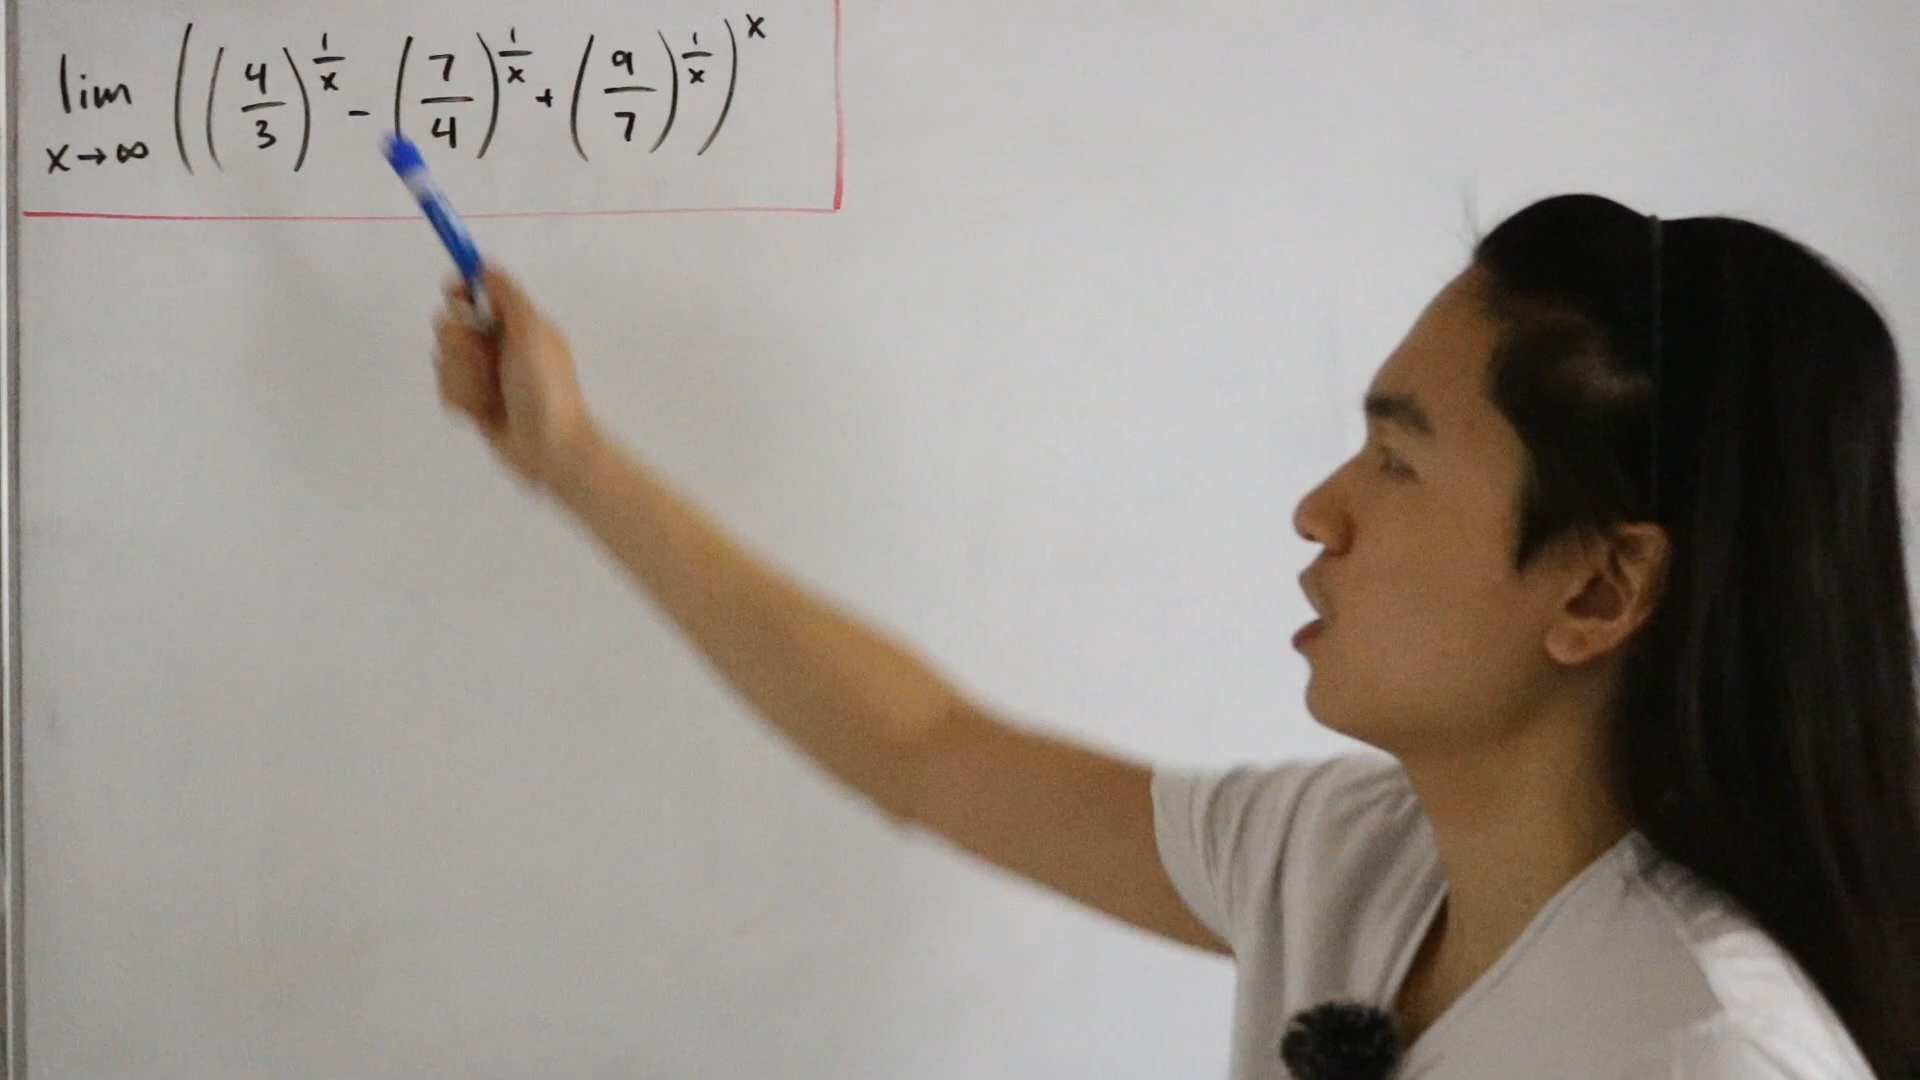 lim x→∞ ((4/3)^(1/x) - (7/4)^(1/x) + (9/7)^(1/x))^x